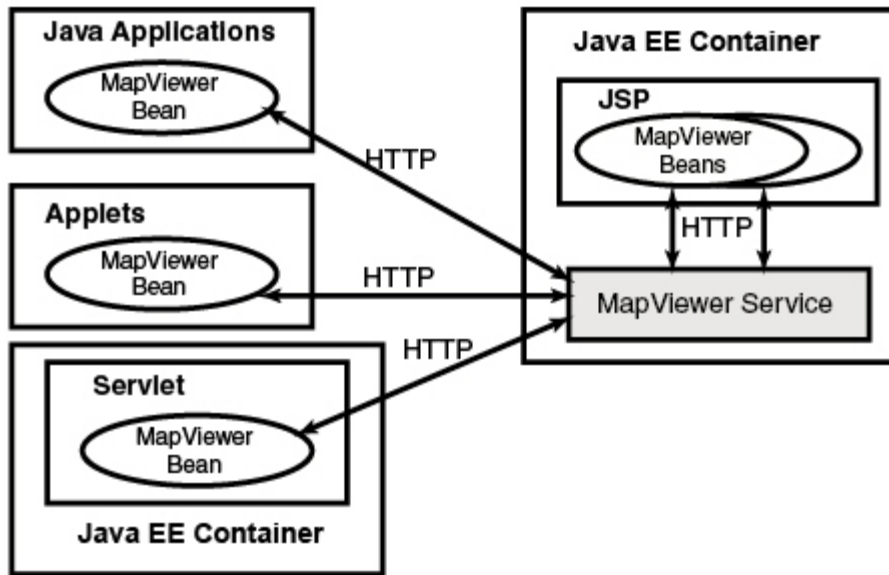 Java Applications
MapViewer
Bean
HTTP
Applets
MapViewer
Bean
HTTP
Servlet
MapViewer
Bean
HTTP
Java EE Container
Java EE Container
JSP
MapViewer
Beans
HTTP
MapViewer Service